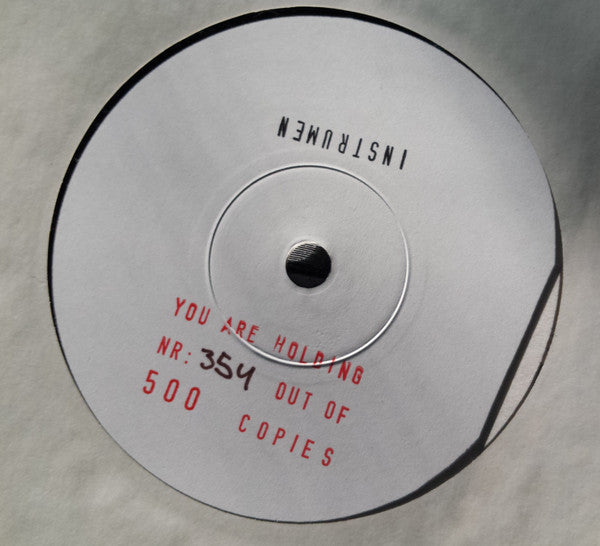 INSTRUMEN
YOU ARE HOLDING
NR: 354 OUT OF
500 COPIES